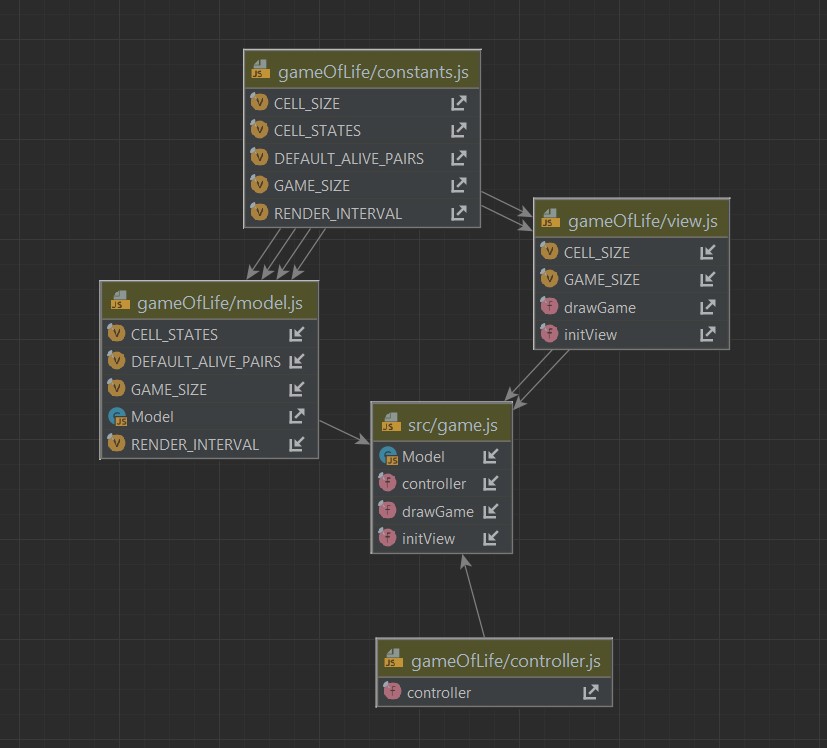 gameOfLife/constants.js
CELL_SIZE
CELL_STATES
DEFAULT_ALIVE_PAIRS
GAME_SIZE
RENDER_INTERVAL
gameOfLife/view.js
CELL_SIZE
GAME_SIZE
drawGame
initView
gameOfLife/model.js
CELL_STATES
DEFAULT_ALIVE_PAIRS
GAME_SIZE
Model
RENDER_INTERVAL
src/game.js
Model
controller
drawGame
initView
gameOfLife/controller.js
controller